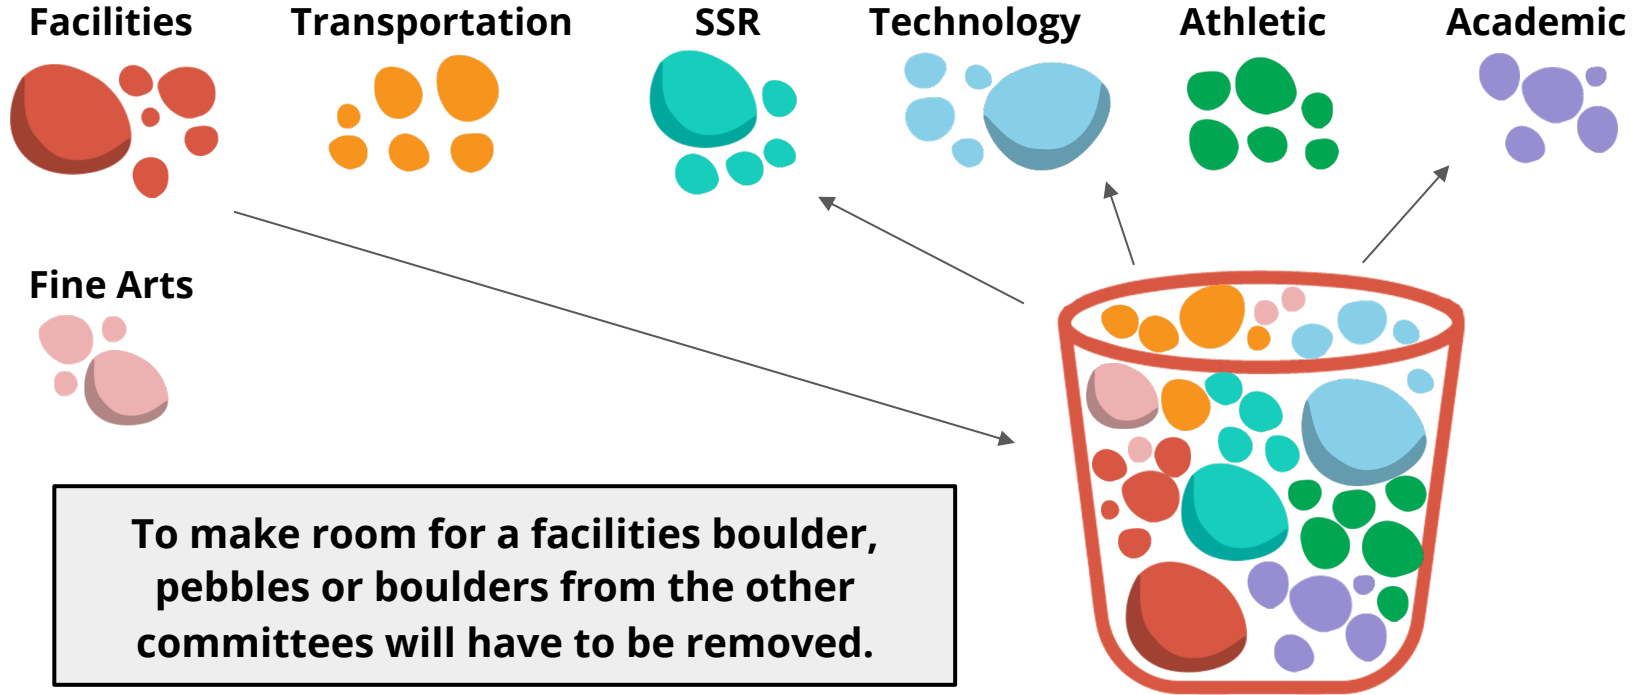 Facilities
Transportation
SSR
Technology
Athletic
Academic
Fine Arts
To make room for a facilities boulder,
pebbles or boulders from the other
committees will have to be removed.